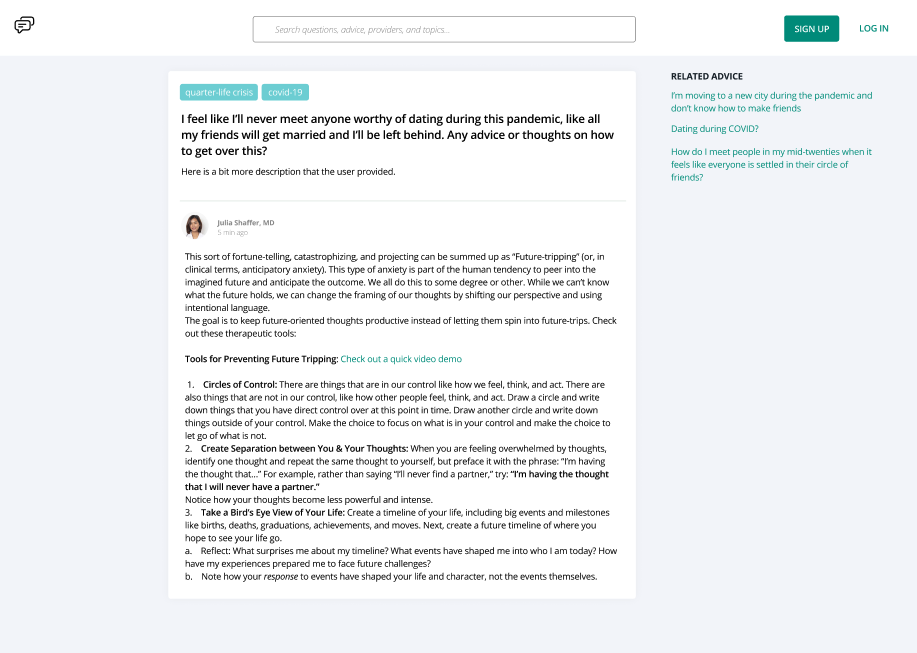 Search questions, advice, providers, and topics...
SIGN UP
LOG IN
quarter-life crisis
covid-19
I feel like I'll never meet anyone worthy of dating during this pandemic, like all
my friends will get married and I'll be left behind. Any advice or thoughts on how
to get over this?
Here is a bit more description that the user provided.
Julia Shaffer, MD
5 min ago
This sort of fortune-telling, catastrophizing, and projecting can be summed up as “Future-tripping” (or, in
clinical terms, anticipatory anxiety). This type of anxiety is part of the human tendency to peer into the
imagined future and anticipate the outcome. We all do this to some degree or other. While we can't know
what the future holds, we can change the framing of our thoughts by shifting our perspective and using
intentional language.
The goal is to keep future-oriented thoughts productive instead of letting them spin into future-trips. Check
out these therapeutic tools:
Tools for Preventing Future Tripping: Check out a quick video demo
1. Circles of Control: There are things that are in our control like how we feel, think, and act. There are
also things that are not in our control, like how other people feel, think, and act. Draw a circle and write
down things that you have direct control over at this point in time. Draw another circle and write down
things outside of your control. Make the choice to focus on what is in your control and make the choice to
let go of what is not.
2. Create Separation between You & Your Thoughts: When you are feeling overwhelmed by thoughts,
identify one thought and repeat the same thought to yourself, but preface it with the phrase: “I'm having
the thought that...” For example, rather than saying “I'll never find a partner,” try: “I'm having the thought
that I will never have a partner.”
Notice how your thoughts become less powerful and intense.
3. Take a Bird's Eye View of Your Life: Create a timeline of your life, including big events and milestones
like births, deaths, graduations, achievements, and moves. Next, create a future timeline of where you
hope to see your life go.
a. Reflect: What surprises me about my timeline? What events have shaped me into who I am today? How
have my experiences prepared me to face future challenges?
b. Note how your response to events have shaped your life and character, not the events themselves.
RELATED ADVICE
I'm moving to a new city during the pandemic and
don't know how to make friends
Dating during COVID?
How do I meet people in my mid-twenties when it
feels like everyone is settled in their circle of
friends?